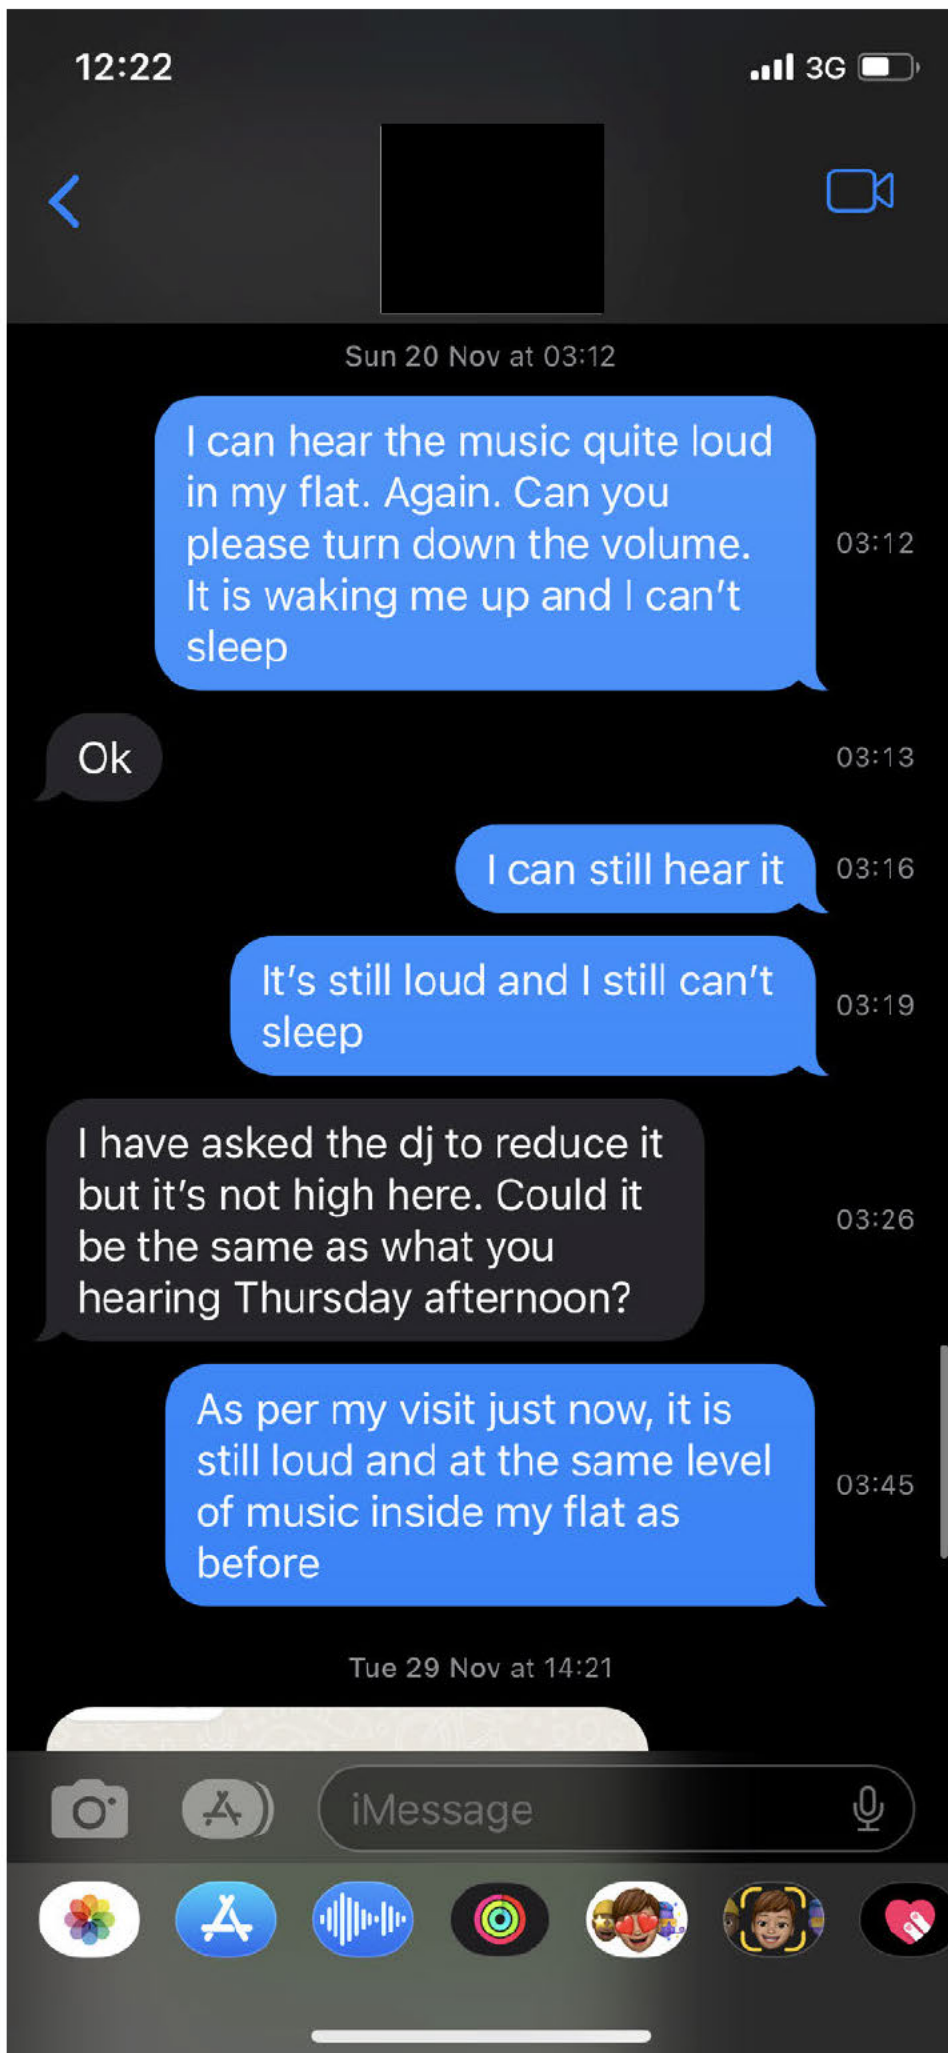 12:22
3G
Sun 20 Nov at 03:12
I can hear the music quite loud
in my flat. Again. Can you
please turn down the volume.
It is waking me up and I can't
sleep
03:12
Ok
03:13
I can still hear it
03:16
It's still loud and I still can't
sleep
03:19
I have asked the dj to reduce it
but it's not high here. Could it
be the same as what you
hearing Thursday afternoon?
03:26
As per my visit just now, it is
still loud and at the same level
of music inside my flat as
before
03:45
Tue 29 Nov at 14:21
iMessage